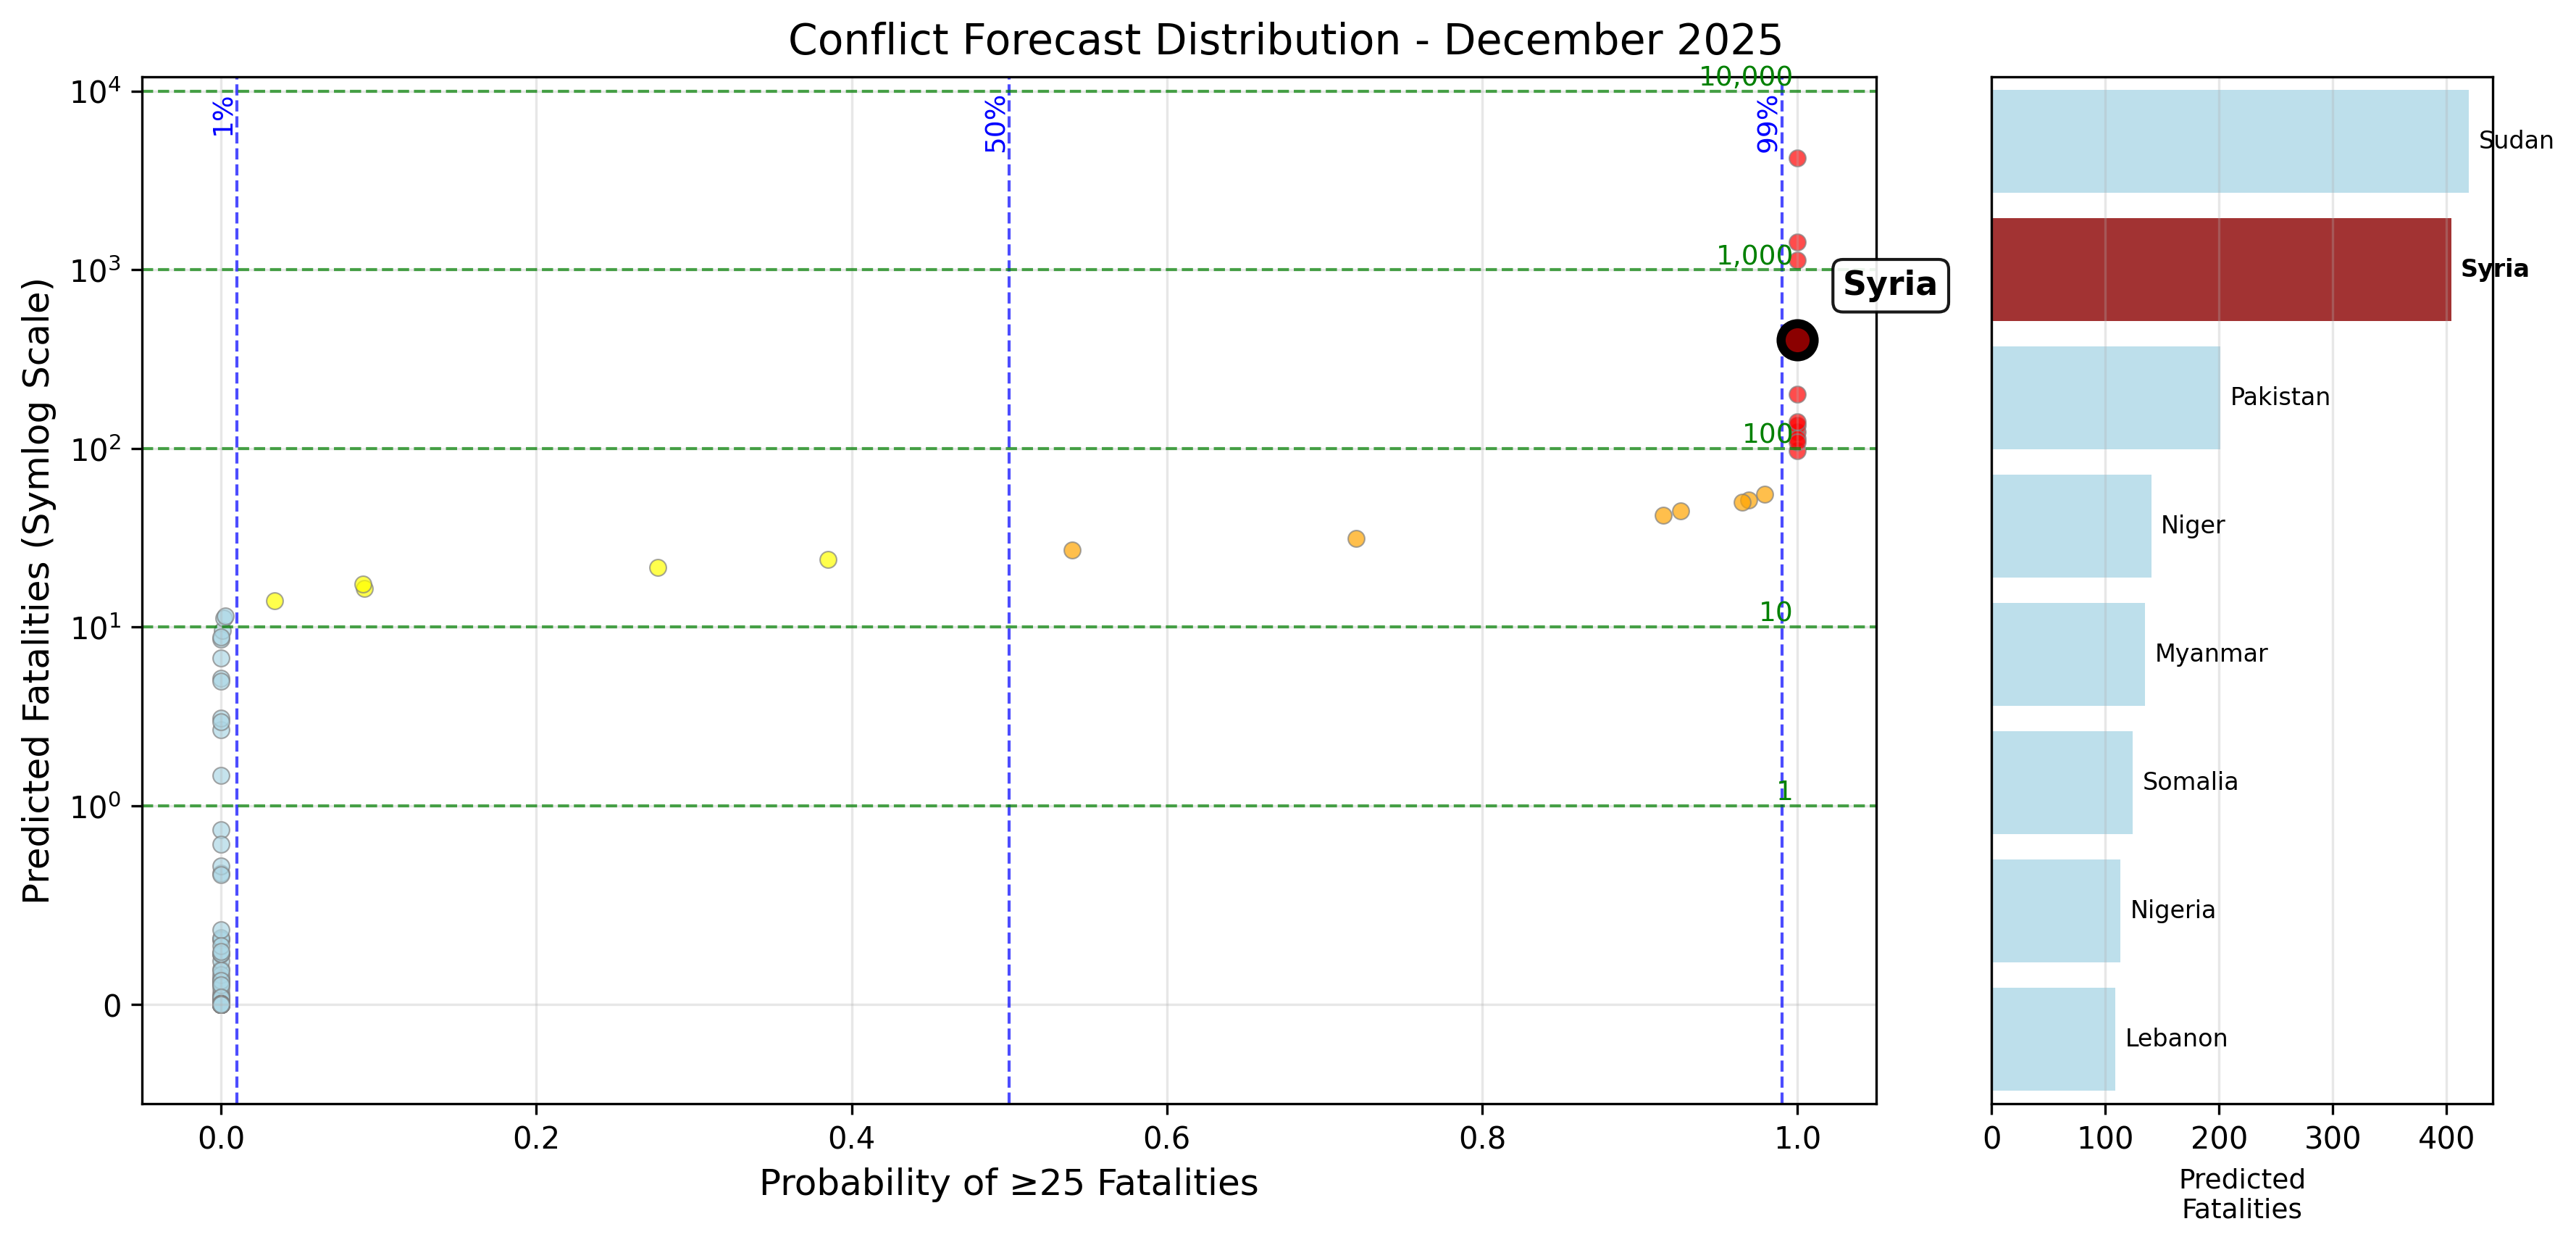 Conflict Forecast Distribution - December 2025
Predicted Fatalities (Symlog Scale)
10⁴
10³
10²
10¹
10⁰
0
1%
50%
99%
10,000
1,000
100
10
1
Syria
0.0
0.2
0.4
0.6
0.8
1.0
Probability of ≥25 Fatalities
Sudan
Syria
Pakistan
Niger
Myanmar
Somalia
Nigeria
Lebanon
0
100
200
300
400
Predicted
Fatalities